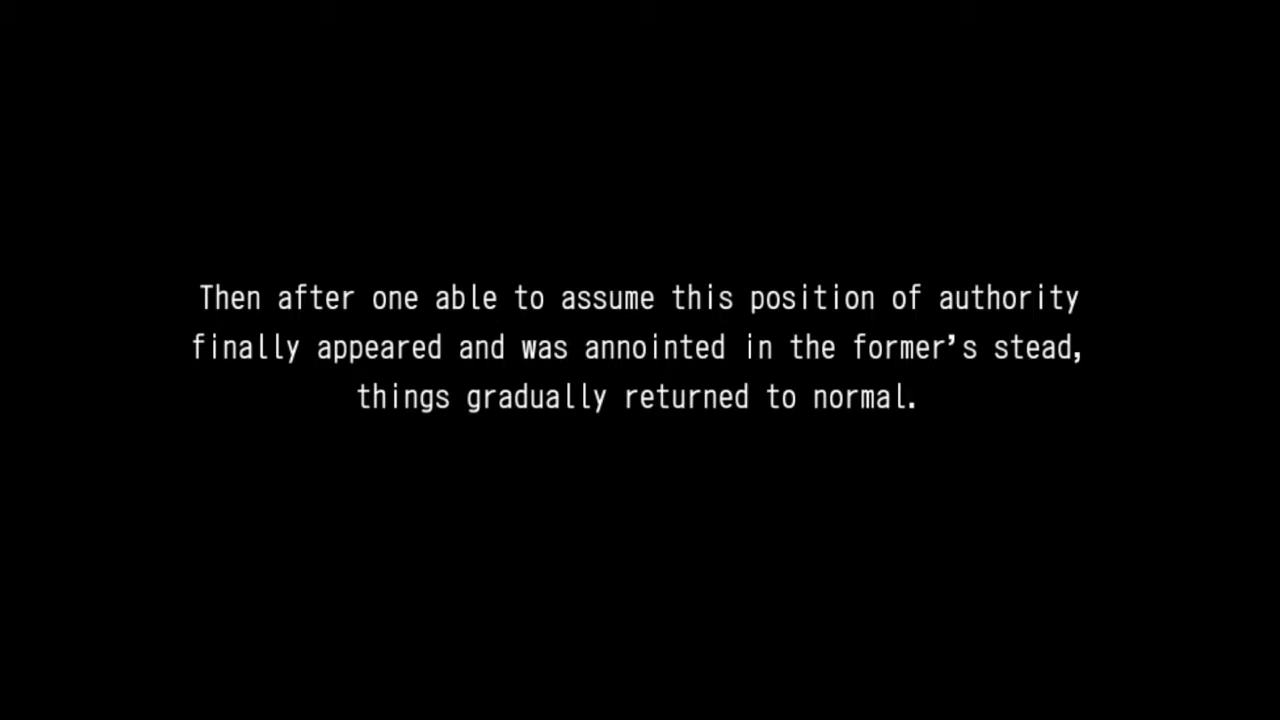 Then after one able to assume this position of authority
finally appeared and was annointed in the former’s stead,
things gradually returned to normal.